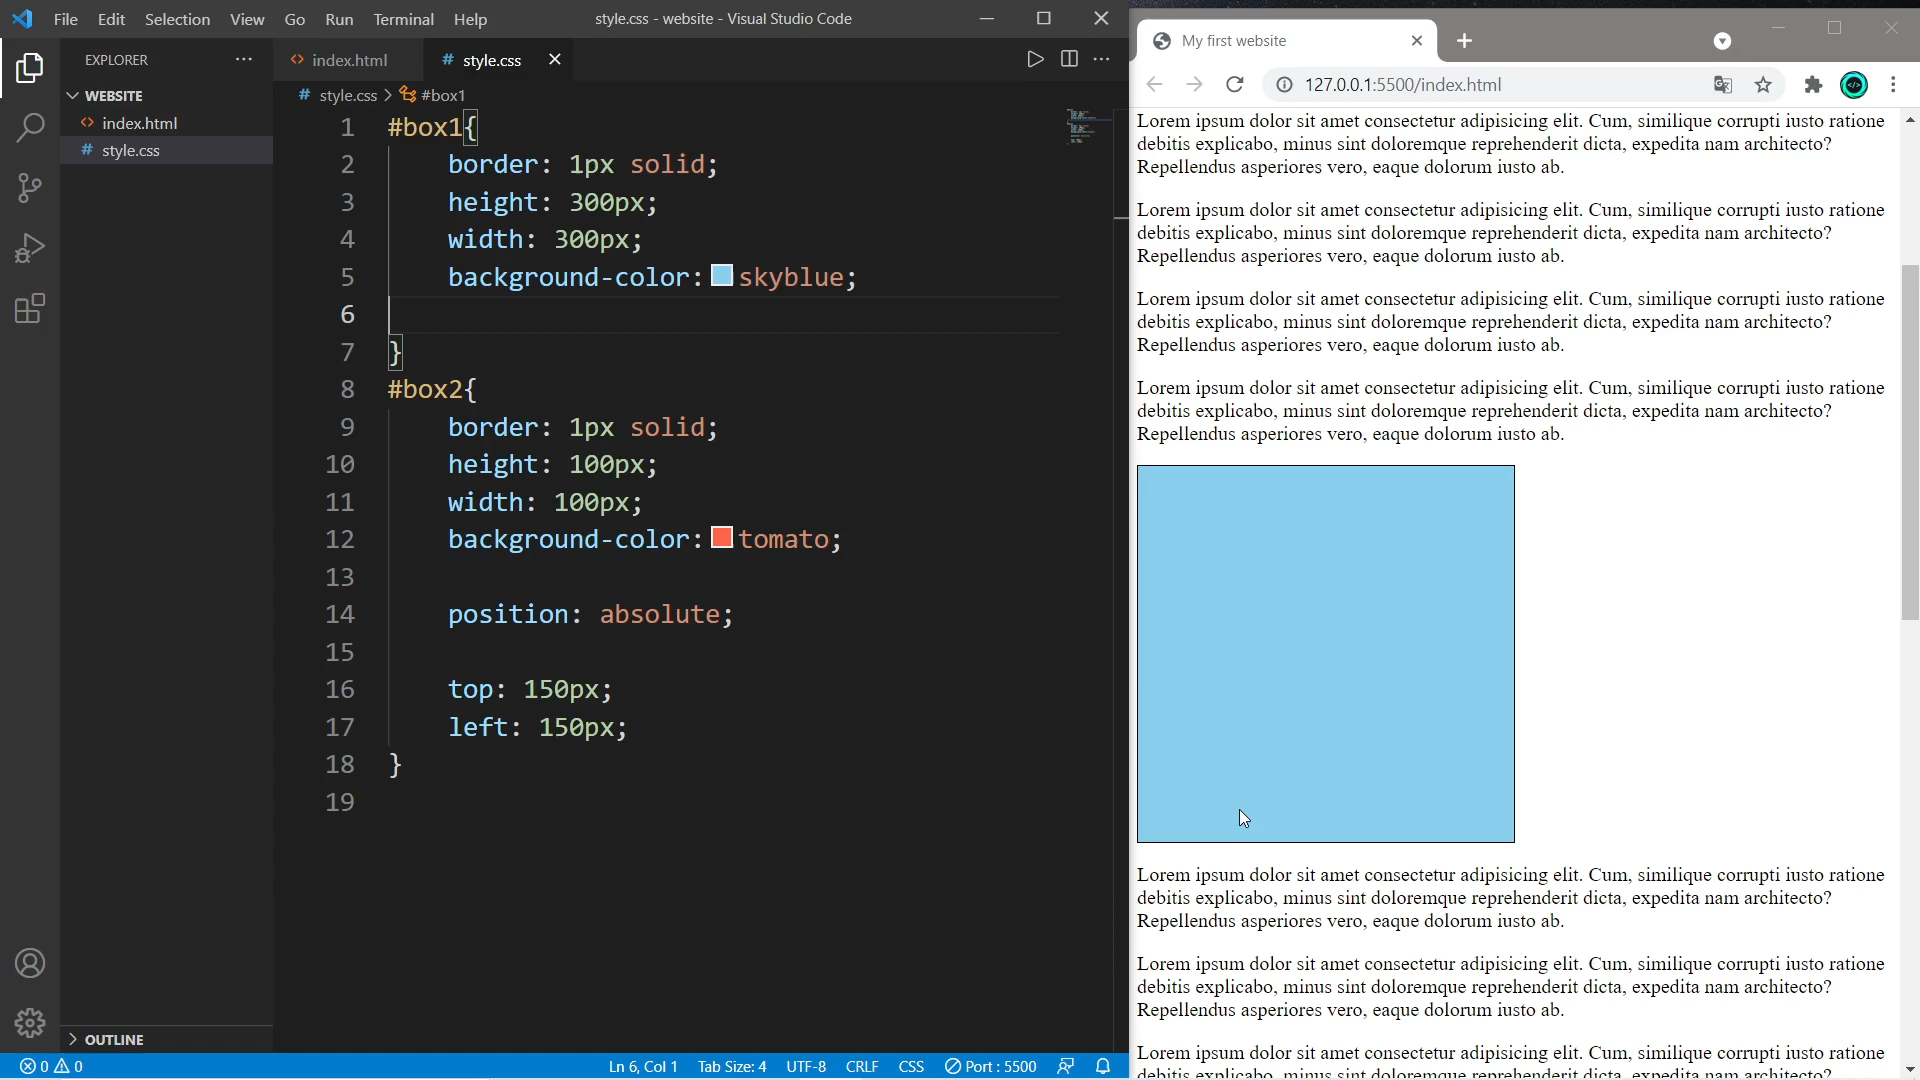 File Edit Selection View Go Run Terminal Help
style.css - website - Visual Studio Code
EXPLORER
WEBSITE
index.html
style.css
OUTLINE
index.html
style.css
style.css > #box1
1 #box1{
2 border: 1px solid;
3 height: 300px;
4 width: 300px;
5 background-color: skyblue;
6
7 }
8 #box2{
9 border: 1px solid;
10 height: 100px;
11 width: 100px;
12 background-color: tomato;
13
14 position: absolute;
15
16 top: 150px;
17 left: 150px;
18 }
19
0 0
Ln 6, Col 1 Tab Size: 4 UTF-8 CRLF CSS Port : 5500
My first website
127.0.0.1:5500/index.html
Lorem ipsum dolor sit amet consectetur adipisicing elit. Cum, similique corrupti iusto ratione
debitis explicabo, minus sint doloremque reprehenderit dicta, expedita nam architecto?
Repellendus asperiores vero, eaque dolorum iusto ab.
Lorem ipsum dolor sit amet consectetur adipisicing elit. Cum, similique corrupti iusto ratione
debitis explicabo, minus sint doloremque reprehenderit dicta, expedita nam architecto?
Repellendus asperiores vero, eaque dolorum iusto ab.
Lorem ipsum dolor sit amet consectetur adipisicing elit. Cum, similique corrupti iusto ratione
debitis explicabo, minus sint doloremque reprehenderit dicta, expedita nam architecto?
Repellendus asperiores vero, eaque dolorum iusto ab.
Lorem ipsum dolor sit amet consectetur adipisicing elit. Cum, similique corrupti iusto ratione
debitis explicabo, minus sint doloremque reprehenderit dicta, expedita nam architecto?
Repellendus asperiores vero, eaque dolorum iusto ab.
Lorem ipsum dolor sit amet consectetur adipisicing elit. Cum, similique corrupti iusto ratione
debitis explicabo, minus sint doloremque reprehenderit dicta, expedita nam architecto?
Repellendus asperiores vero, eaque dolorum iusto ab.
Lorem ipsum dolor sit amet consectetur adipisicing elit. Cum, similique corrupti iusto ratione
debitis explicabo, minus sint doloremque reprehenderit dicta, expedita nam architecto?
Repellendus asperiores vero, eaque dolorum iusto ab.
Lorem ipsum dolor sit amet consectetur adipisicing elit. Cum, similique corrupti iusto ratione
debitis explicabo, minus sint doloremque reprehenderit dicta, expedita nam architecto?